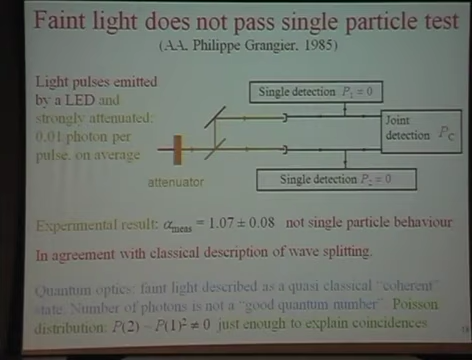 Faint light does not pass single particle test
(AA. Philippe Grangier. 1985)
Light pulses emitted
by a LED and
strongly attenuated:
0.01 photon per
pulse, on average
Single detection P₁ = 0
Joint
detection P_C
attenuator
Single detection P₂ = 0
Experimental result: α_meas = 1.07 ± 0.08 not single particle behaviour
In agreement with classical description of wave splitting.
Quantum optics: faint light described as a quasi classical “coherent”
state. Number of photons is not a “good quantum number”. Poisson
distribution: P(2) ~ P(1)² ≠ 0 just enough to explain coincidences